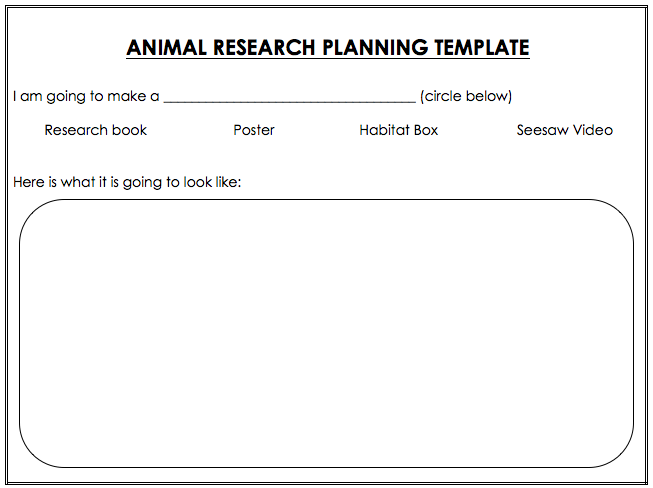 ANIMAL RESEARCH PLANNING TEMPLATE
I am going to make a ___________________________________ (circle below)
Research book Poster Habitat Box Seesaw Video
Here is what it is going to look like: